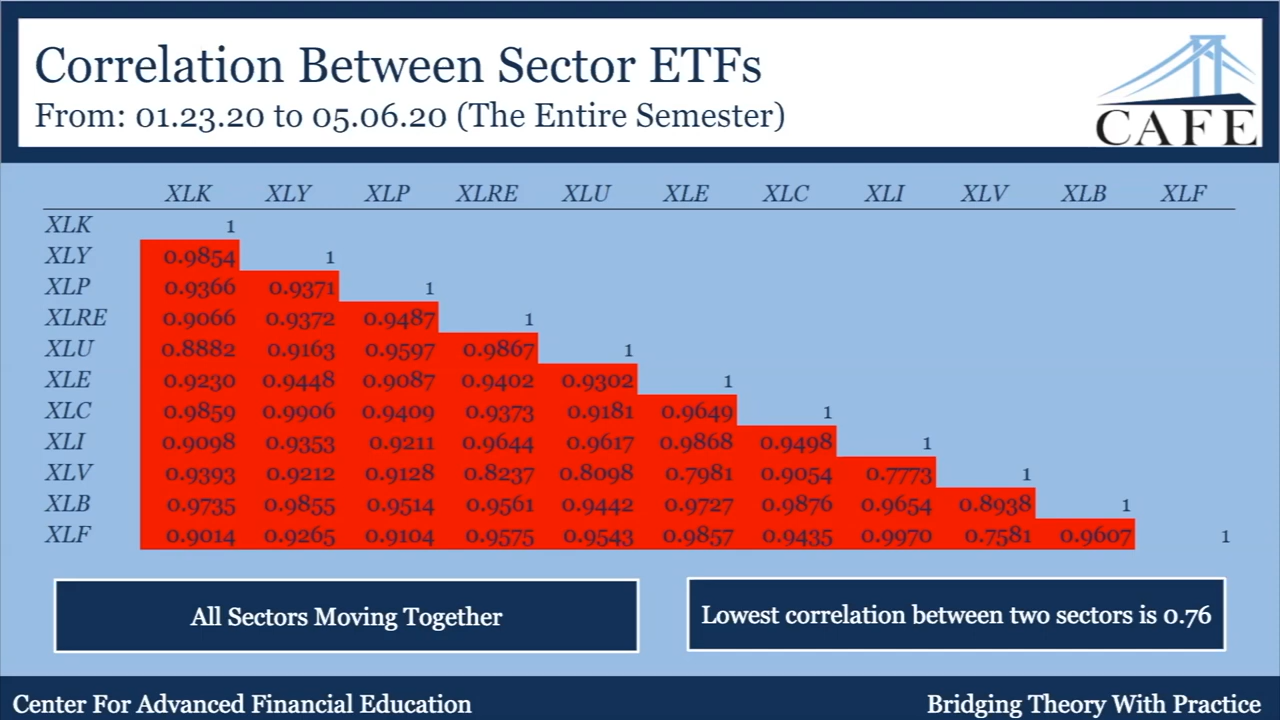 Correlation Between Sector ETFs
From: 01.23.20 to 05.06.20 (The Entire Semester)
CAFE
XLK XLY XLP XLRE XLU XLE XLC XLI XLV XLB XLF
XLK 1
XLY 0.9854 1
XLP 0.9366 0.9371 1
XLRE 0.9066 0.9372 0.9487 1
XLU 0.8882 0.9163 0.9597 0.9867 1
XLE 0.9230 0.9448 0.9087 0.9402 0.9302 1
XLC 0.9859 0.9906 0.9409 0.9373 0.9181 0.9649 1
XLI 0.9098 0.9353 0.9211 0.9644 0.9617 0.9868 0.9498 1
XLV 0.9393 0.9212 0.9128 0.8237 0.8098 0.7981 0.9054 0.7773 1
XLB 0.9735 0.9855 0.9514 0.9561 0.9442 0.9727 0.9876 0.9654 0.8938 1
XLF 0.9014 0.9265 0.9104 0.9575 0.9543 0.9857 0.9435 0.9970 0.7581 0.9607 1
All Sectors Moving Together
Lowest correlation between two sectors is 0.76
Center For Advanced Financial Education
Bridging Theory With Practice